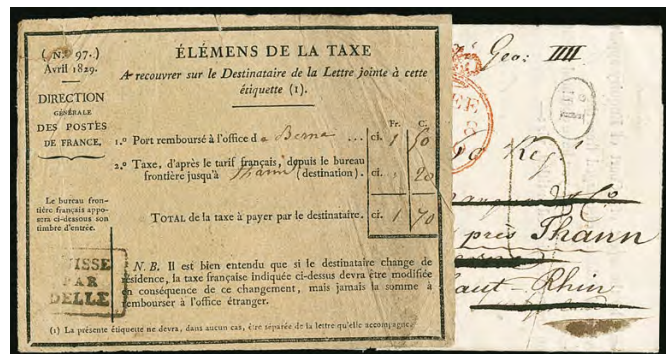 ( N.° 97. )
Avril 1829.
DIRECTION
GÉNÉRALE
DES POSTES
DE FRANCE.
Le bureau fron-
tière français appo-
sera ci-dessous son
timbre d'entrée.
ÉLÉMENS DE LA TAXE
A recouvrer sur le Destinataire de la Lettre jointe à cette
étiquette (1).
Fr. C.
1.° Port remboursé à l'office de Berne ... ci. 1 50
2.° Taxe, d'après le tarif français, depuis le bureau
frontière jusqu'à Thann (destination). ci. 20
TOTAL de la taxe à payer par le destinataire. ci. 1 70
N. B. Il est bien entendu que si le destinataire change de
résidence, la taxe française indiquée ci-dessus devra être modifiée
en conséquence de ce changement, mais jamais la somme à
rembourser à l'office étranger.
(1) La présente étiquette ne devra, dans aucun cas, être séparée de la lettre qu'elle accompagne.
SUISSE
PAR
DELLE
Geo: IIII
près Thann
haut-Rhin